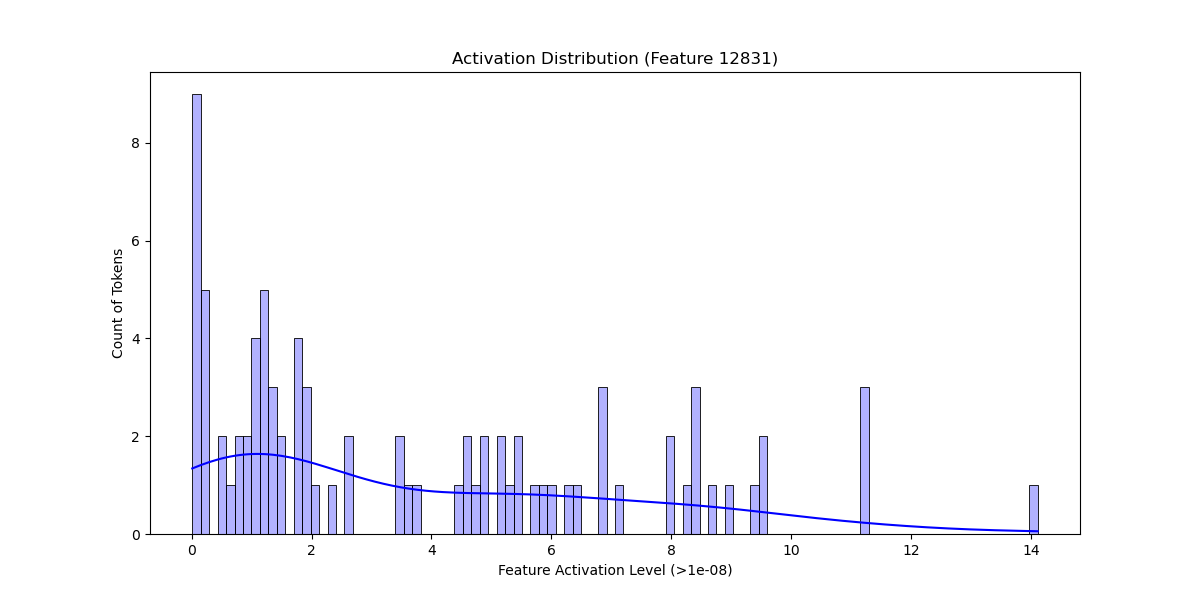 Activation Distribution (Feature 12831)
Count of Tokens
8
6
4
2
0
0 2 4 6 8 10 12 14
Feature Activation Level (>1e-08)